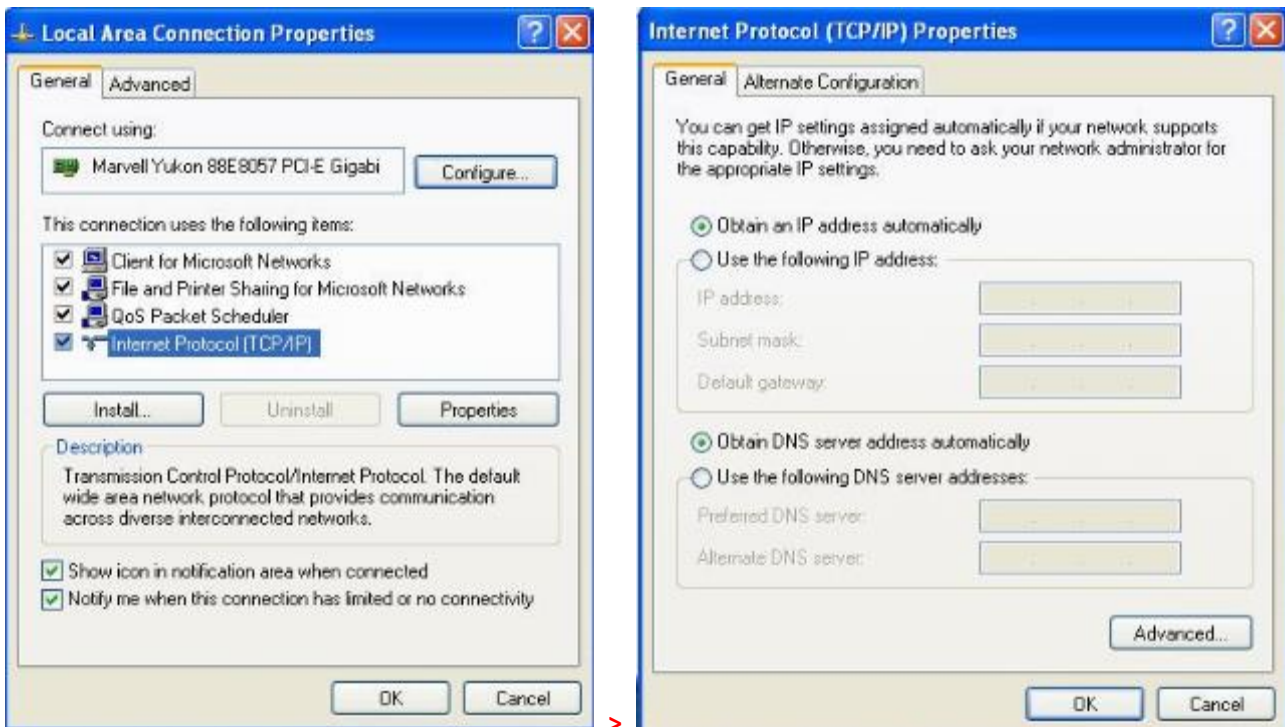 Local Area Connection Properties
General
Advanced
Connect using:
Marvell Yukon 88E8057 PCI-E Gigabi
Configure...
This connection uses the following items:
Client for Microsoft Networks
File and Printer Sharing for Microsoft Networks
QoS Packet Scheduler
Internet Protocol (TCP/IP)
Install...
Uninstall
Properties
Description
Transmission Control Protocol/Internet Protocol. The default
wide area network protocol that provides communication
across diverse interconnected networks.
Show icon in notification area when connected
Notify me when this connection has limited or no connectivity
OK
Cancel
>
Internet Protocol (TCP/IP) Properties
General
Alternate Configuration
You can get IP settings assigned automatically if your network supports
this capability. Otherwise, you need to ask your network administrator for
the appropriate IP settings.
Obtain an IP address automatically
Use the following IP address:
IP address:
Subnet mask:
Default gateway:
Obtain DNS server address automatically
Use the following DNS server addresses:
Preferred DNS server:
Alternate DNS server:
Advanced...
OK
Cancel